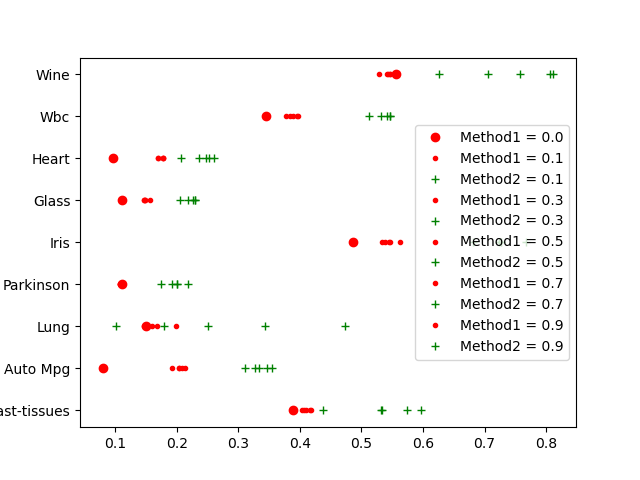 Wine
Wbc
Heart
Glass
Iris
Parkinson
Lung
Auto Mpg
ast-tissues
0.1 0.2 0.3 0.4 0.5 0.6 0.7 0.8
Method1 = 0.0
Method1 = 0.1
Method2 = 0.1
Method1 = 0.3
Method2 = 0.3
Method1 = 0.5
Method2 = 0.5
Method1 = 0.7
Method2 = 0.7
Method1 = 0.9
Method2 = 0.9